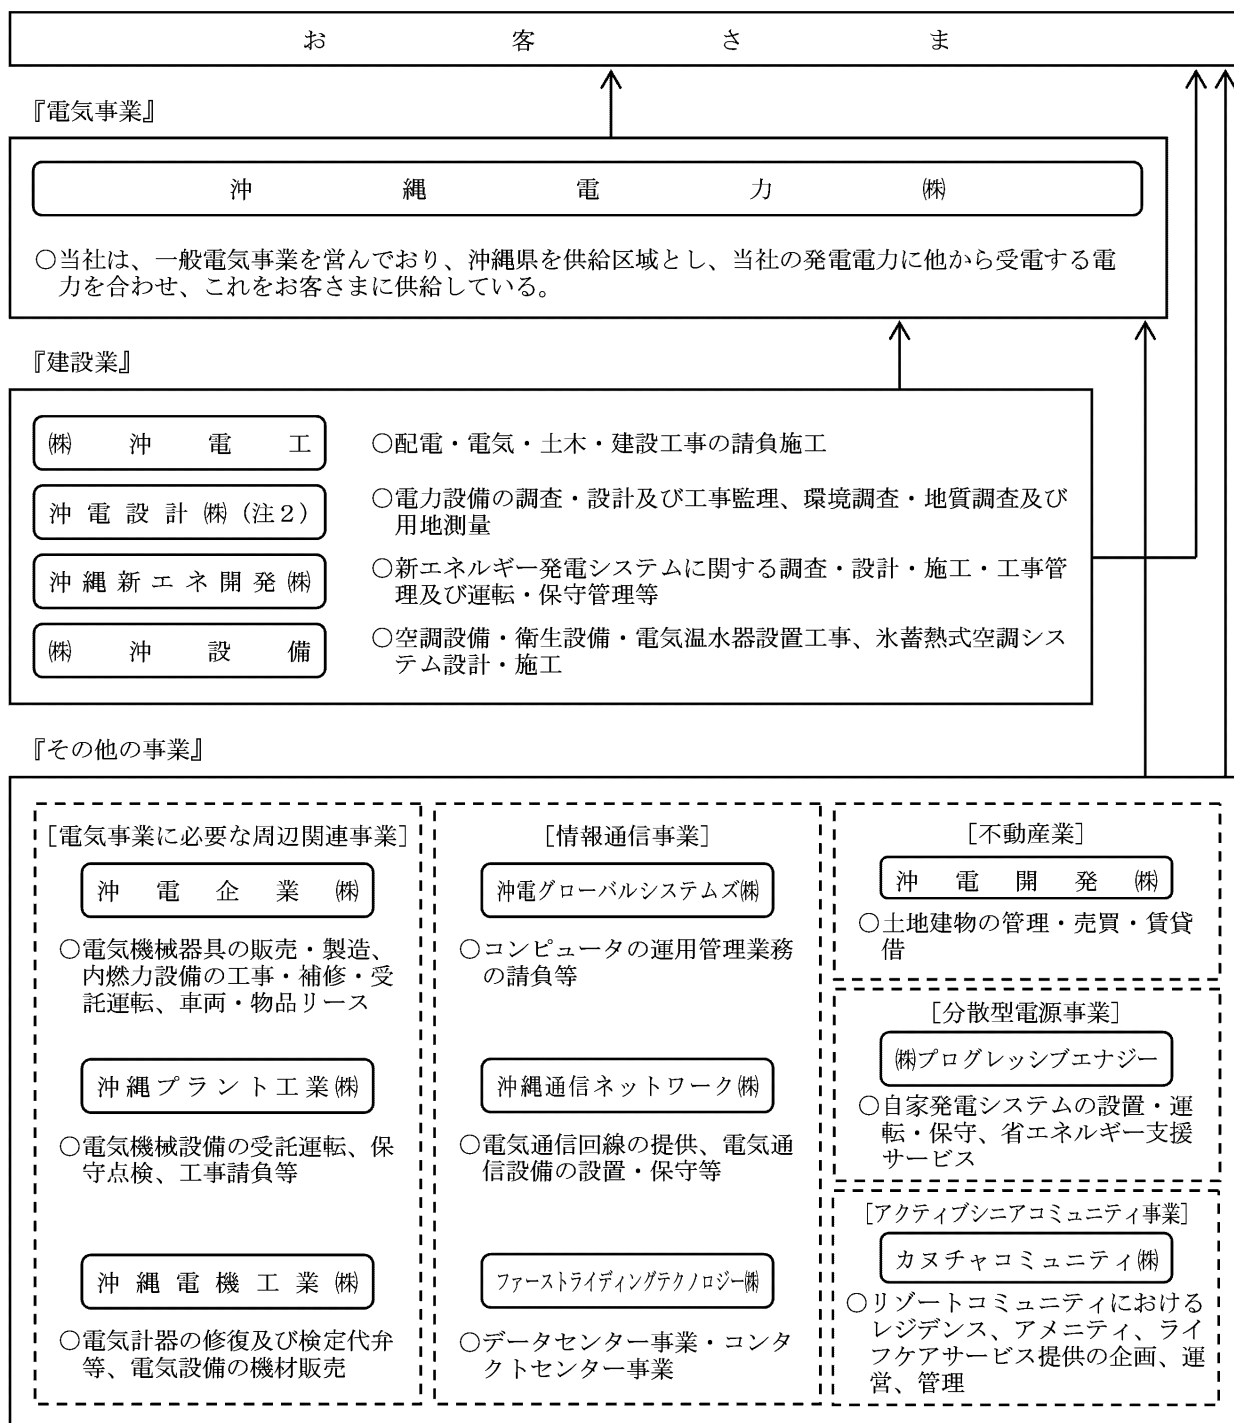 お客さま
『電気事業』
沖縄電力㈱
○当社は、一般電気事業を営んでおり、沖縄県を供給区域とし、当社の発電電力に他から受電する電
力を合わせ、これをお客さまに供給している。
『建設業』
㈱沖電工
○配電・電気・土木・建設工事の請負施工
沖電設計㈱(注２)
○電力設備の調査・設計及び工事監理、環境調査・地質調査及び
用地測量
沖縄新エネ開発㈱
○新エネルギー発電システムに関する調査・設計・施工・工事管
理及び運転・保守管理等
㈱沖設備
○空調設備・衛生設備・電気温水器設置工事、氷蓄熱式空調シス
テム設計・施工
『その他の事業』
[電気事業に必要な周辺関連事業]
沖電企業㈱
○電気機械器具の販売・製造、
内燃力設備の工事・補修・受
託運転、車両・物品リース
沖縄プラント工業㈱
○電気機械設備の受託運転、保
守点検、工事請負等
沖縄電機工業㈱
○電気計器の修復及び検定代弁
等、電気設備の機材販売
[情報通信事業]
沖電グローバルシステムズ㈱
○コンピュータの運用管理業務
の請負等
沖縄通信ネットワーク㈱
○電気通信回線の提供、電気通
信設備の設置・保守等
ファーストライディングテクノロジー㈱
○データセンター事業・コンタ
クトセンター事業
[不動産業]
沖電開発㈱
○土地建物の管理・売買・賃貸
借
[分散型電源事業]
㈱プログレッシブエナジー
○自家発電システムの設置・運
転・保守、省エネルギー支援
サービス
[アクティブシニアコミュニティ事業]
カヌチャコミュニティ㈱
○リゾートコミュニティにおける
レジデンス、アメニティ、ライ
フケアサービス提供の企画、運
営、管理